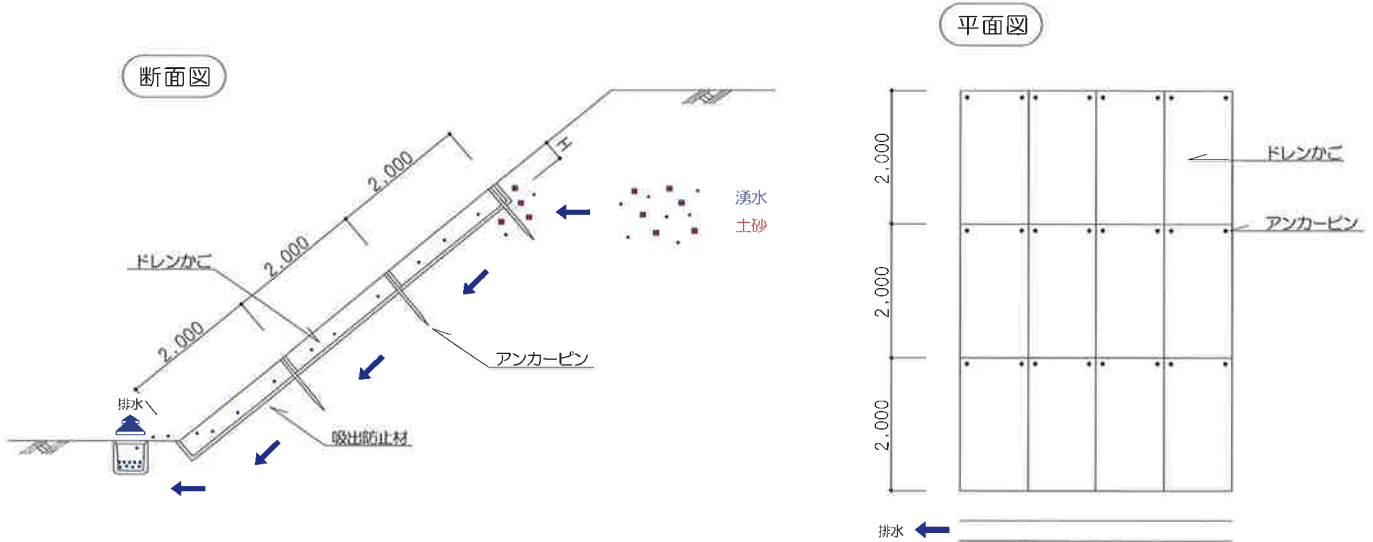 断面図
2,000
2,000
2,000
H
湧水
土砂
ドレンかご
アンカーピン
吸出防止材
排水
平面図
2,000
2,000
2,000
ドレンかご
アンカーピン
排水